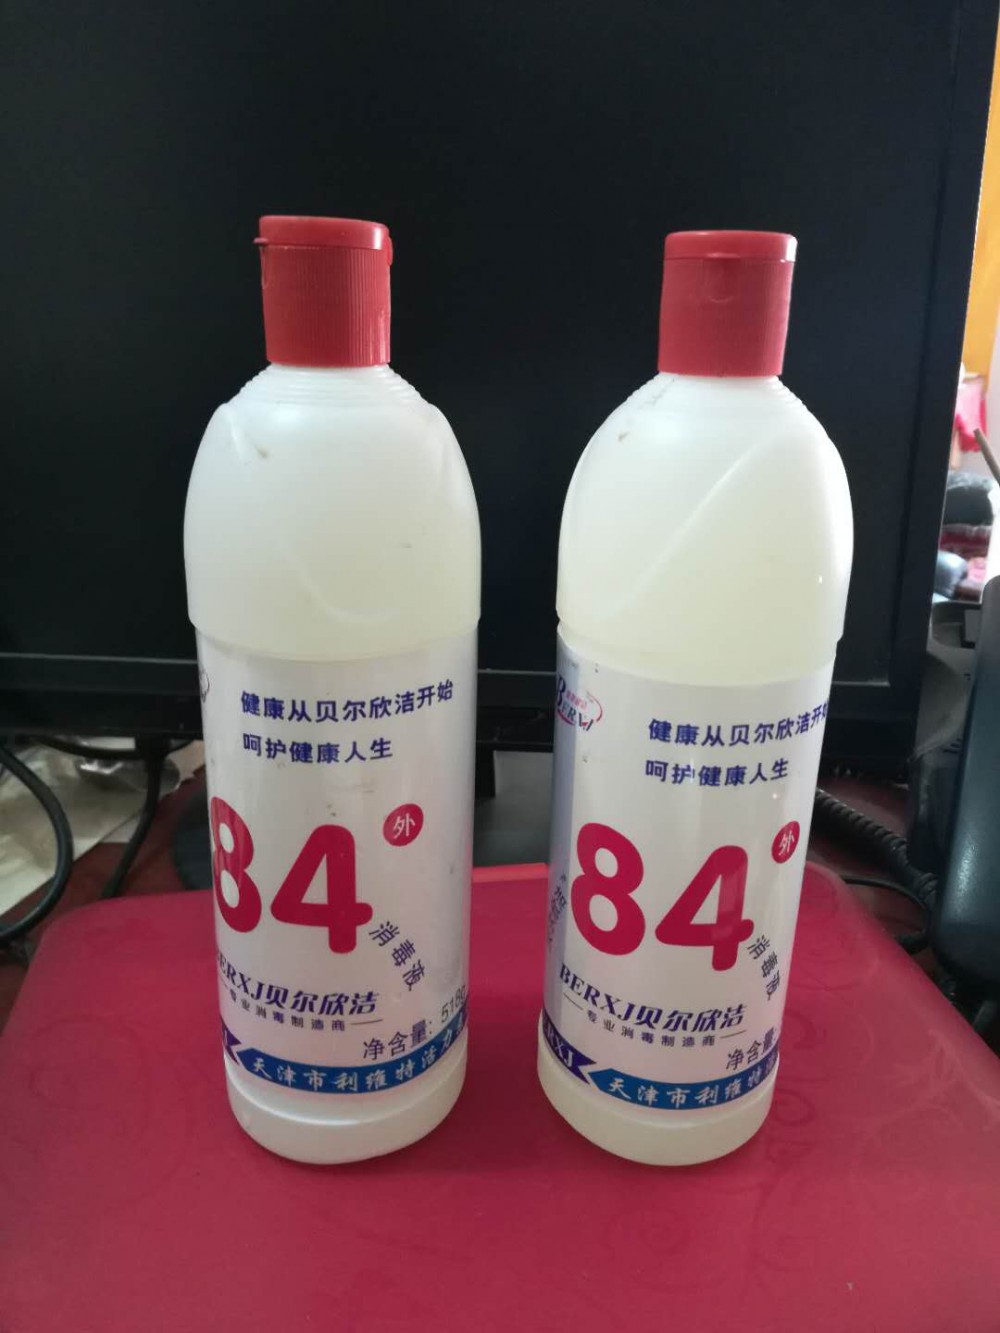 健康从贝尔欣洁开始
呵护健康人生
84
外
消毒液
BERXJ贝尔欣洁
专业消毒制造商
净含量: 518g
天津市利维特洁力
BERXJ
健康从贝尔欣洁开始
呵护健康人生
84
外
消毒液
BERXJ贝尔欣洁
专业消毒制造商
净含量:
BXJ
天津市利维特